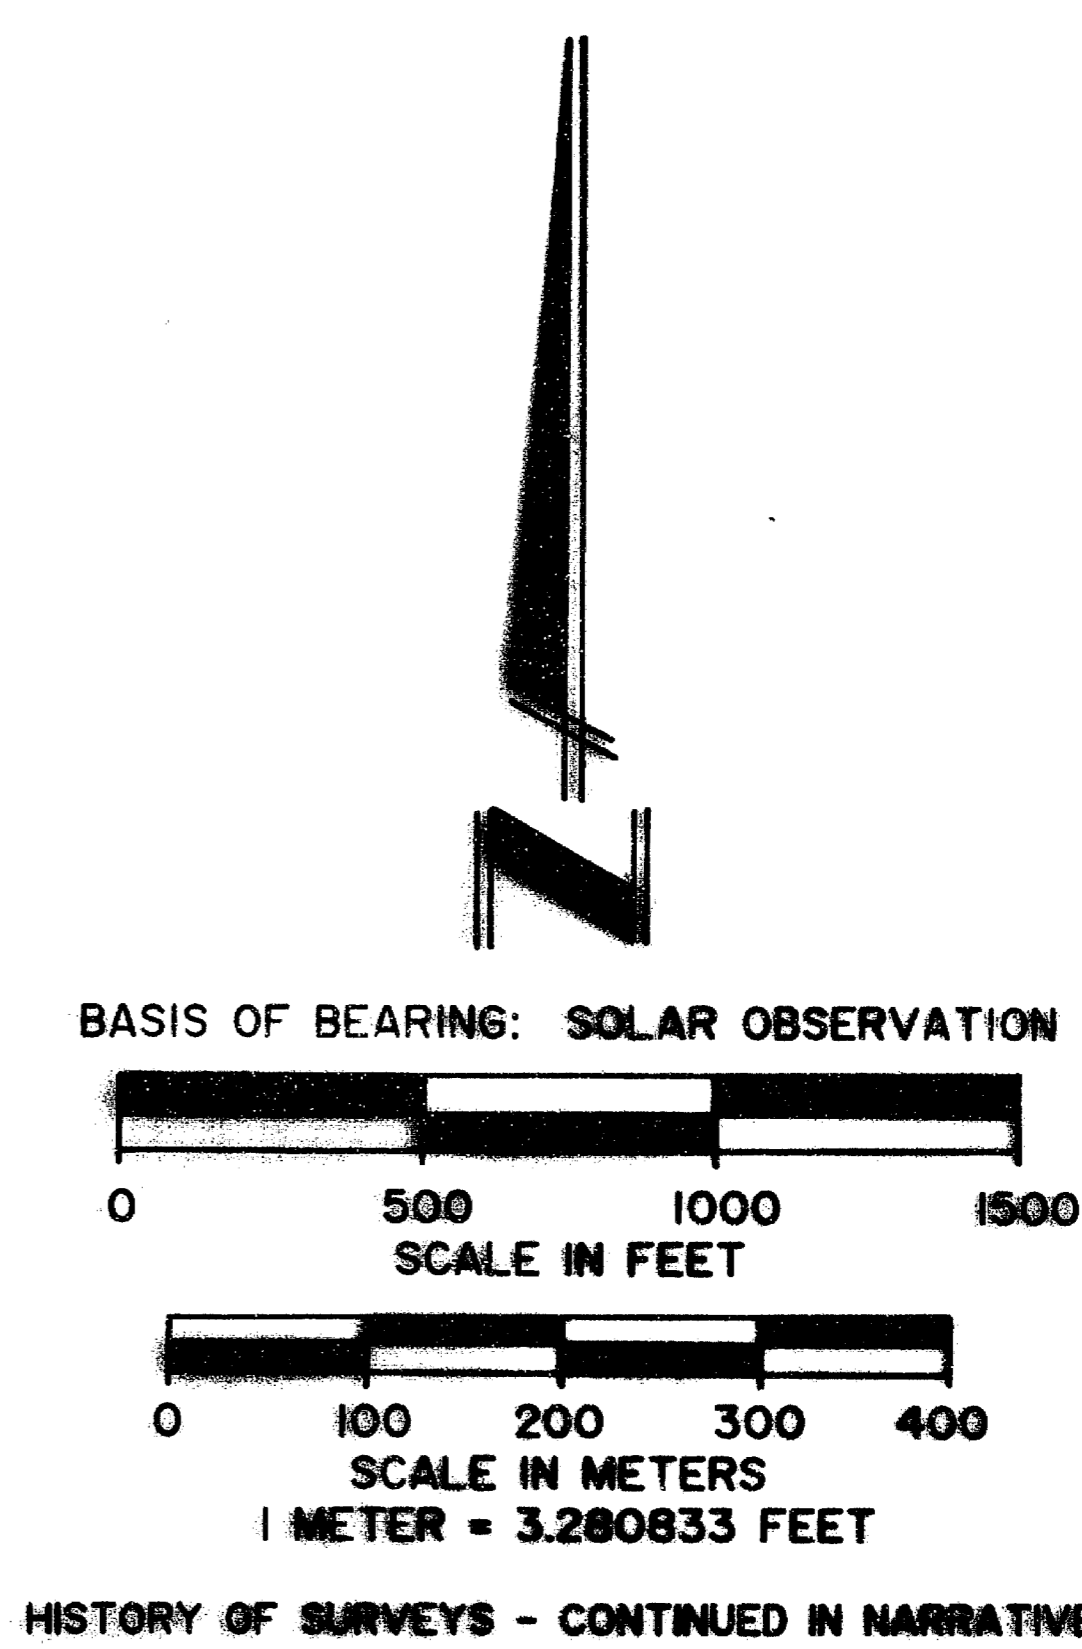 N
BASIS OF BEARING: SOLAR OBSERVATION
0 500 1000 1500
SCALE IN FEET
0 100 200 300 400
SCALE IN METERS
1 METER = 3.280833 FEET
HISTORY OF SURVEYS - CONTINUED IN NARRATIVE